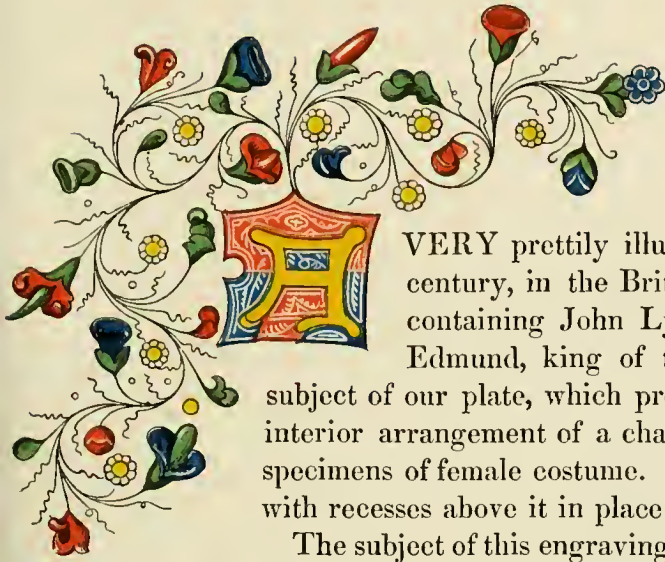 A VERY prettily illu
century, in the Brit
containing John Ly
Edmund, king of t
subject of our plate, which pr
interior arrangement of a cha
specimens of female costume.
with recesses above it in place
The subject of this engraving